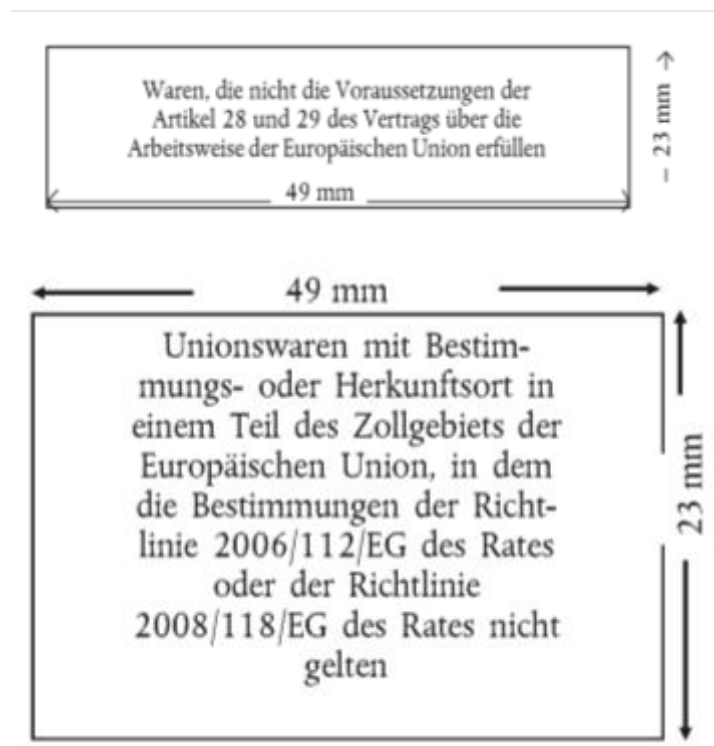 Waren, die nicht die Voraussetzungen der
Artikel 28 und 29 des Vertrags über die
Arbeitsweise der Europäischen Union erfüllen
49 mm
– 23 mm →
49 mm
Unionswaren mit Bestim-
mungs- oder Herkunftsort in
einem Teil des Zollgebiets der
Europäischen Union, in dem
die Bestimmungen der Richt-
linie 2006/112/EG des Rates
oder der Richtlinie
2008/118/EG des Rates nicht
gelten
23 mm